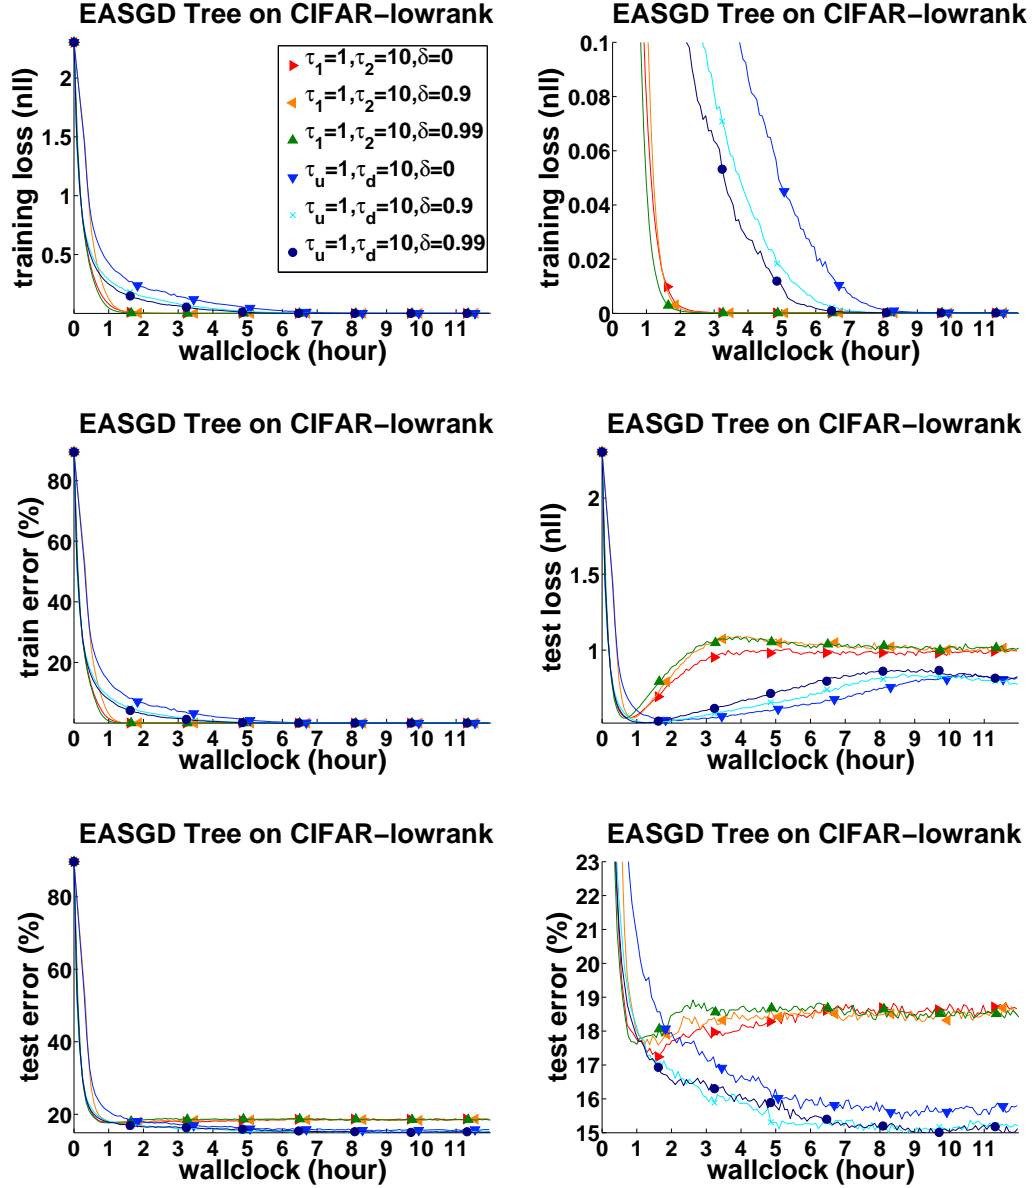 EASGD Tree on CIFAR−lowrank
training loss (nll)
2
1.5
1
0.5
τ1=1,τ2=10,δ=0
τ1=1,τ2=10,δ=0.9
τ1=1,τ2=10,δ=0.99
τu=1,τd=10,δ=0
τu=1,τd=10,δ=0.9
τu=1,τd=10,δ=0.99
0 1 2 3 4 5 6 7 8 9 10 11
wallclock (hour)
EASGD Tree on CIFAR−lowrank
training loss (nll)
0.1
0.08
0.06
0.04
0.02
0
0 1 2 3 4 5 6 7 8 9 10 11
wallclock (hour)
EASGD Tree on CIFAR−lowrank
train error (%)
80
60
40
20
0 1 2 3 4 5 6 7 8 9 10 11
wallclock (hour)
EASGD Tree on CIFAR−lowrank
test loss (nll)
2
1.5
1
0 1 2 3 4 5 6 7 8 9 10 11
wallclock (hour)
EASGD Tree on CIFAR−lowrank
test error (%)
80
60
40
20
0 1 2 3 4 5 6 7 8 9 10 11
wallclock (hour)
EASGD Tree on CIFAR−lowrank
test error (%)
23
22
21
20
19
18
17
16
15
0 1 2 3 4 5 6 7 8 9 10 11
wallclock (hour)